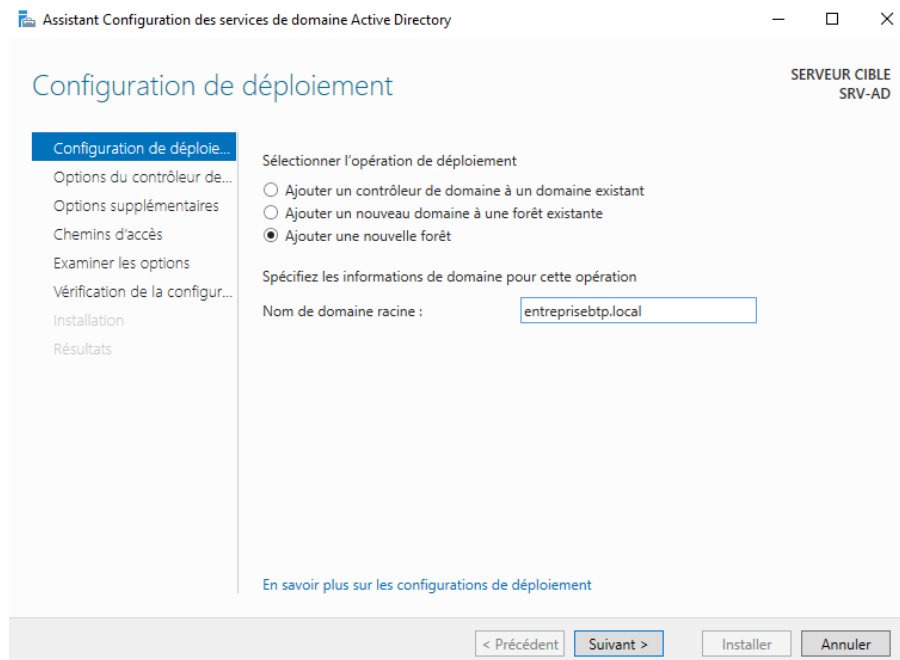 Assistant Configuration des services de domaine Active Directory
Configuration de déploiement
SERVEUR CIBLE
SRV-AD
Configuration de déploie...
Options du contrôleur de...
Options supplémentaires
Chemins d'accès
Examiner les options
Vérification de la configur...
Installation
Résultats
Sélectionner l'opération de déploiement
Ajouter un contrôleur de domaine à un domaine existant
Ajouter un nouveau domaine à une forêt existante
Ajouter une nouvelle forêt
Spécifiez les informations de domaine pour cette opération
Nom de domaine racine : entreprisebtp.local
En savoir plus sur les configurations de déploiement
< Précédent Suivant > Installer Annuler